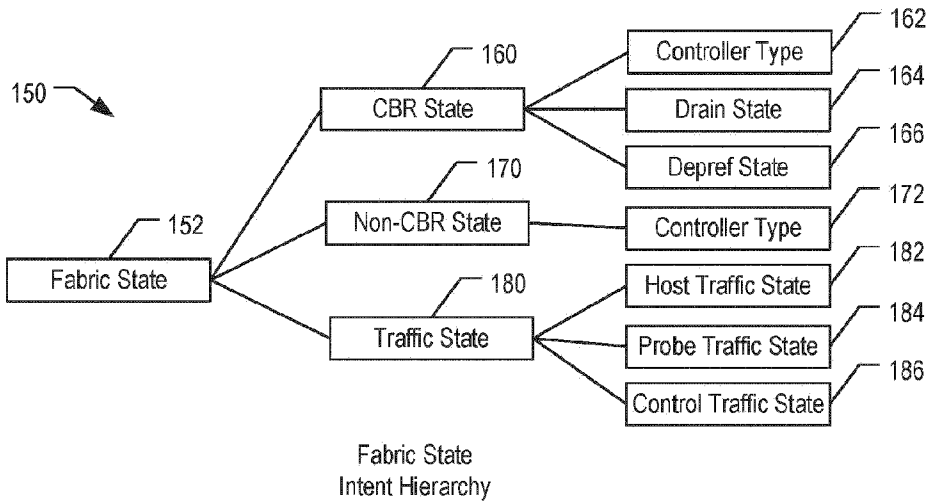 162
160
Controller Type
150
164
CBR State
Drain State
166
Depref State
170
172
Non-CBR State
Controller Type
152
182
Fabric State
Host Traffic State
180
184
Traffic State
Probe Traffic State
186
Control Traffic State
Fabric State
Intent Hierarchy